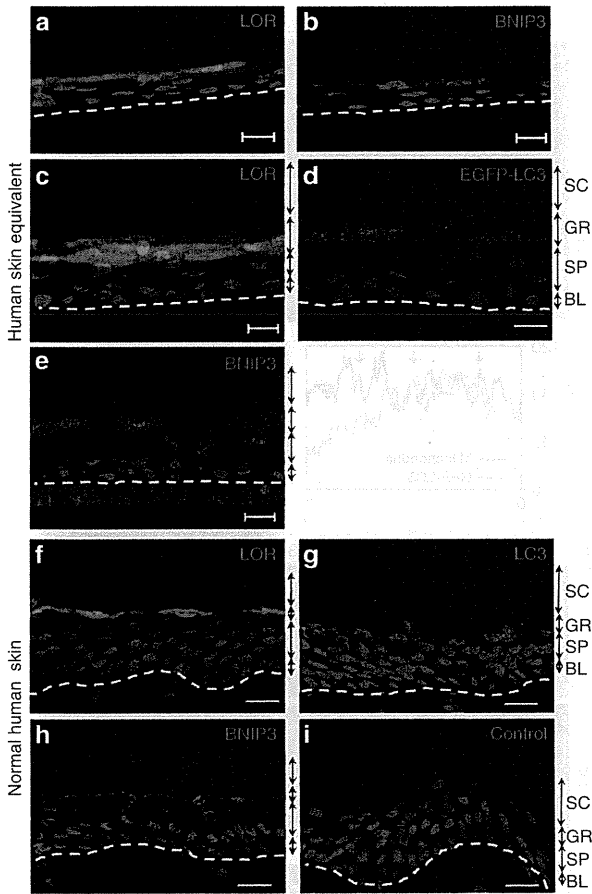 a LOR
b BNIP3
Human skin equivalent
c LOR
d EGFP-LC3
SC
GR
SP
BL
e BNIP3
Normal human skin
f LOR
g LC3
SC
GR
SP
BL
h BNIP3
i Control
SC
GR
SP
BL